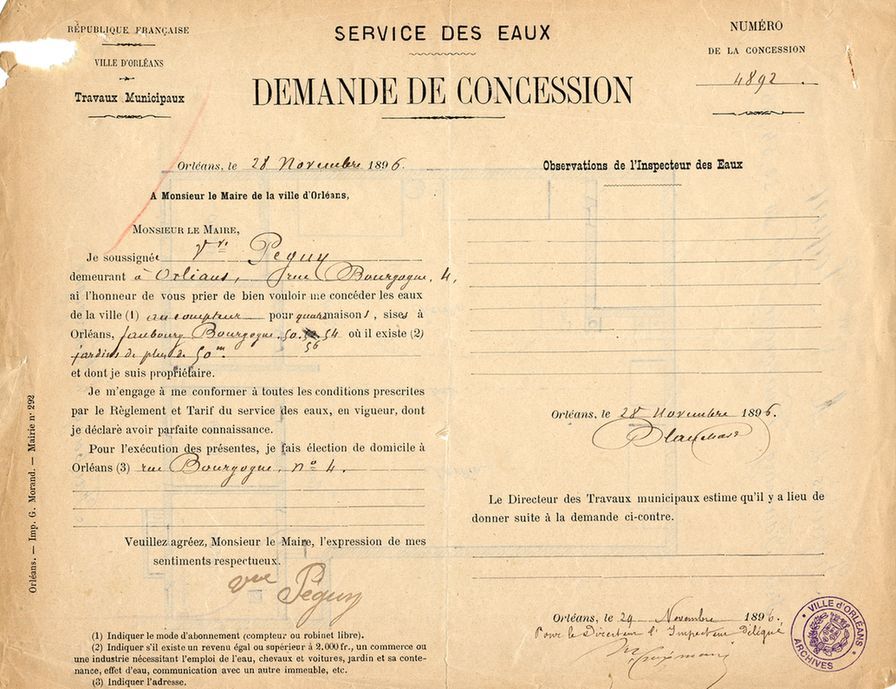 RÉPUBLIQUE FRANÇAISE
VILLE D'ORLÉANS
Travaux Municipaux
SERVICE DES EAUX
DEMANDE DE CONCESSION
NUMÉRO
DE LA CONCESSION
4892
Orléans, le 28 Novembre 1896.
A Monsieur le Maire de la ville d'Orléans,
MONSIEUR LE MAIRE,
Je soussignée Vve Péguy
demeurant à Orléans, rue Bourgogne, 4,
ai l'honneur de vous prier de bien vouloir me concéder les eaux
de la ville (1) au compteur pour quatre maisons, sises à
Orléans, faubourg Bourgogne 50. 54 où il existe (2)
56
jardins de plus de 50 m.
et dont je suis propriétaire.
Je m'engage à me conformer à toutes les conditions prescrites
par le Règlement et Tarif du service des eaux, en vigueur, dont
je déclare avoir parfaite connaissance.
Pour l'exécution des présentes, je fais élection de domicile à
Orléans (3) rue Bourgogne, no 4.
Veuillez agréez, Monsieur le Maire, l'expression de mes
sentiments respectueux.
vve Péguy
(1) Indiquer le mode d'abonnement (compteur ou robinet libre).
(2) Indiquer s'il existe un revenu égal ou supérieur à 2,000 fr., un commerce ou
une industrie nécessitant l'emploi de l'eau, chevaux et voitures, jardin et sa conte-
nance, effet d'eau, communication avec un autre immeuble, etc.
(3) Indiquer l'adresse.
Orléans. — Imp. G. Morand. — Mairie no 292
Observations de l'Inspecteur des Eaux
Orléans, le 28 Novembre 1896.
Le Directeur des Travaux municipaux estime qu'il y a lieu de
donner suite à la demande ci-contre.
Orléans, le 29 Novembre 1896
Pour le Directeur l'Inspecteur Délégué
VILLE d'ORLÉANS
ARCHIVES